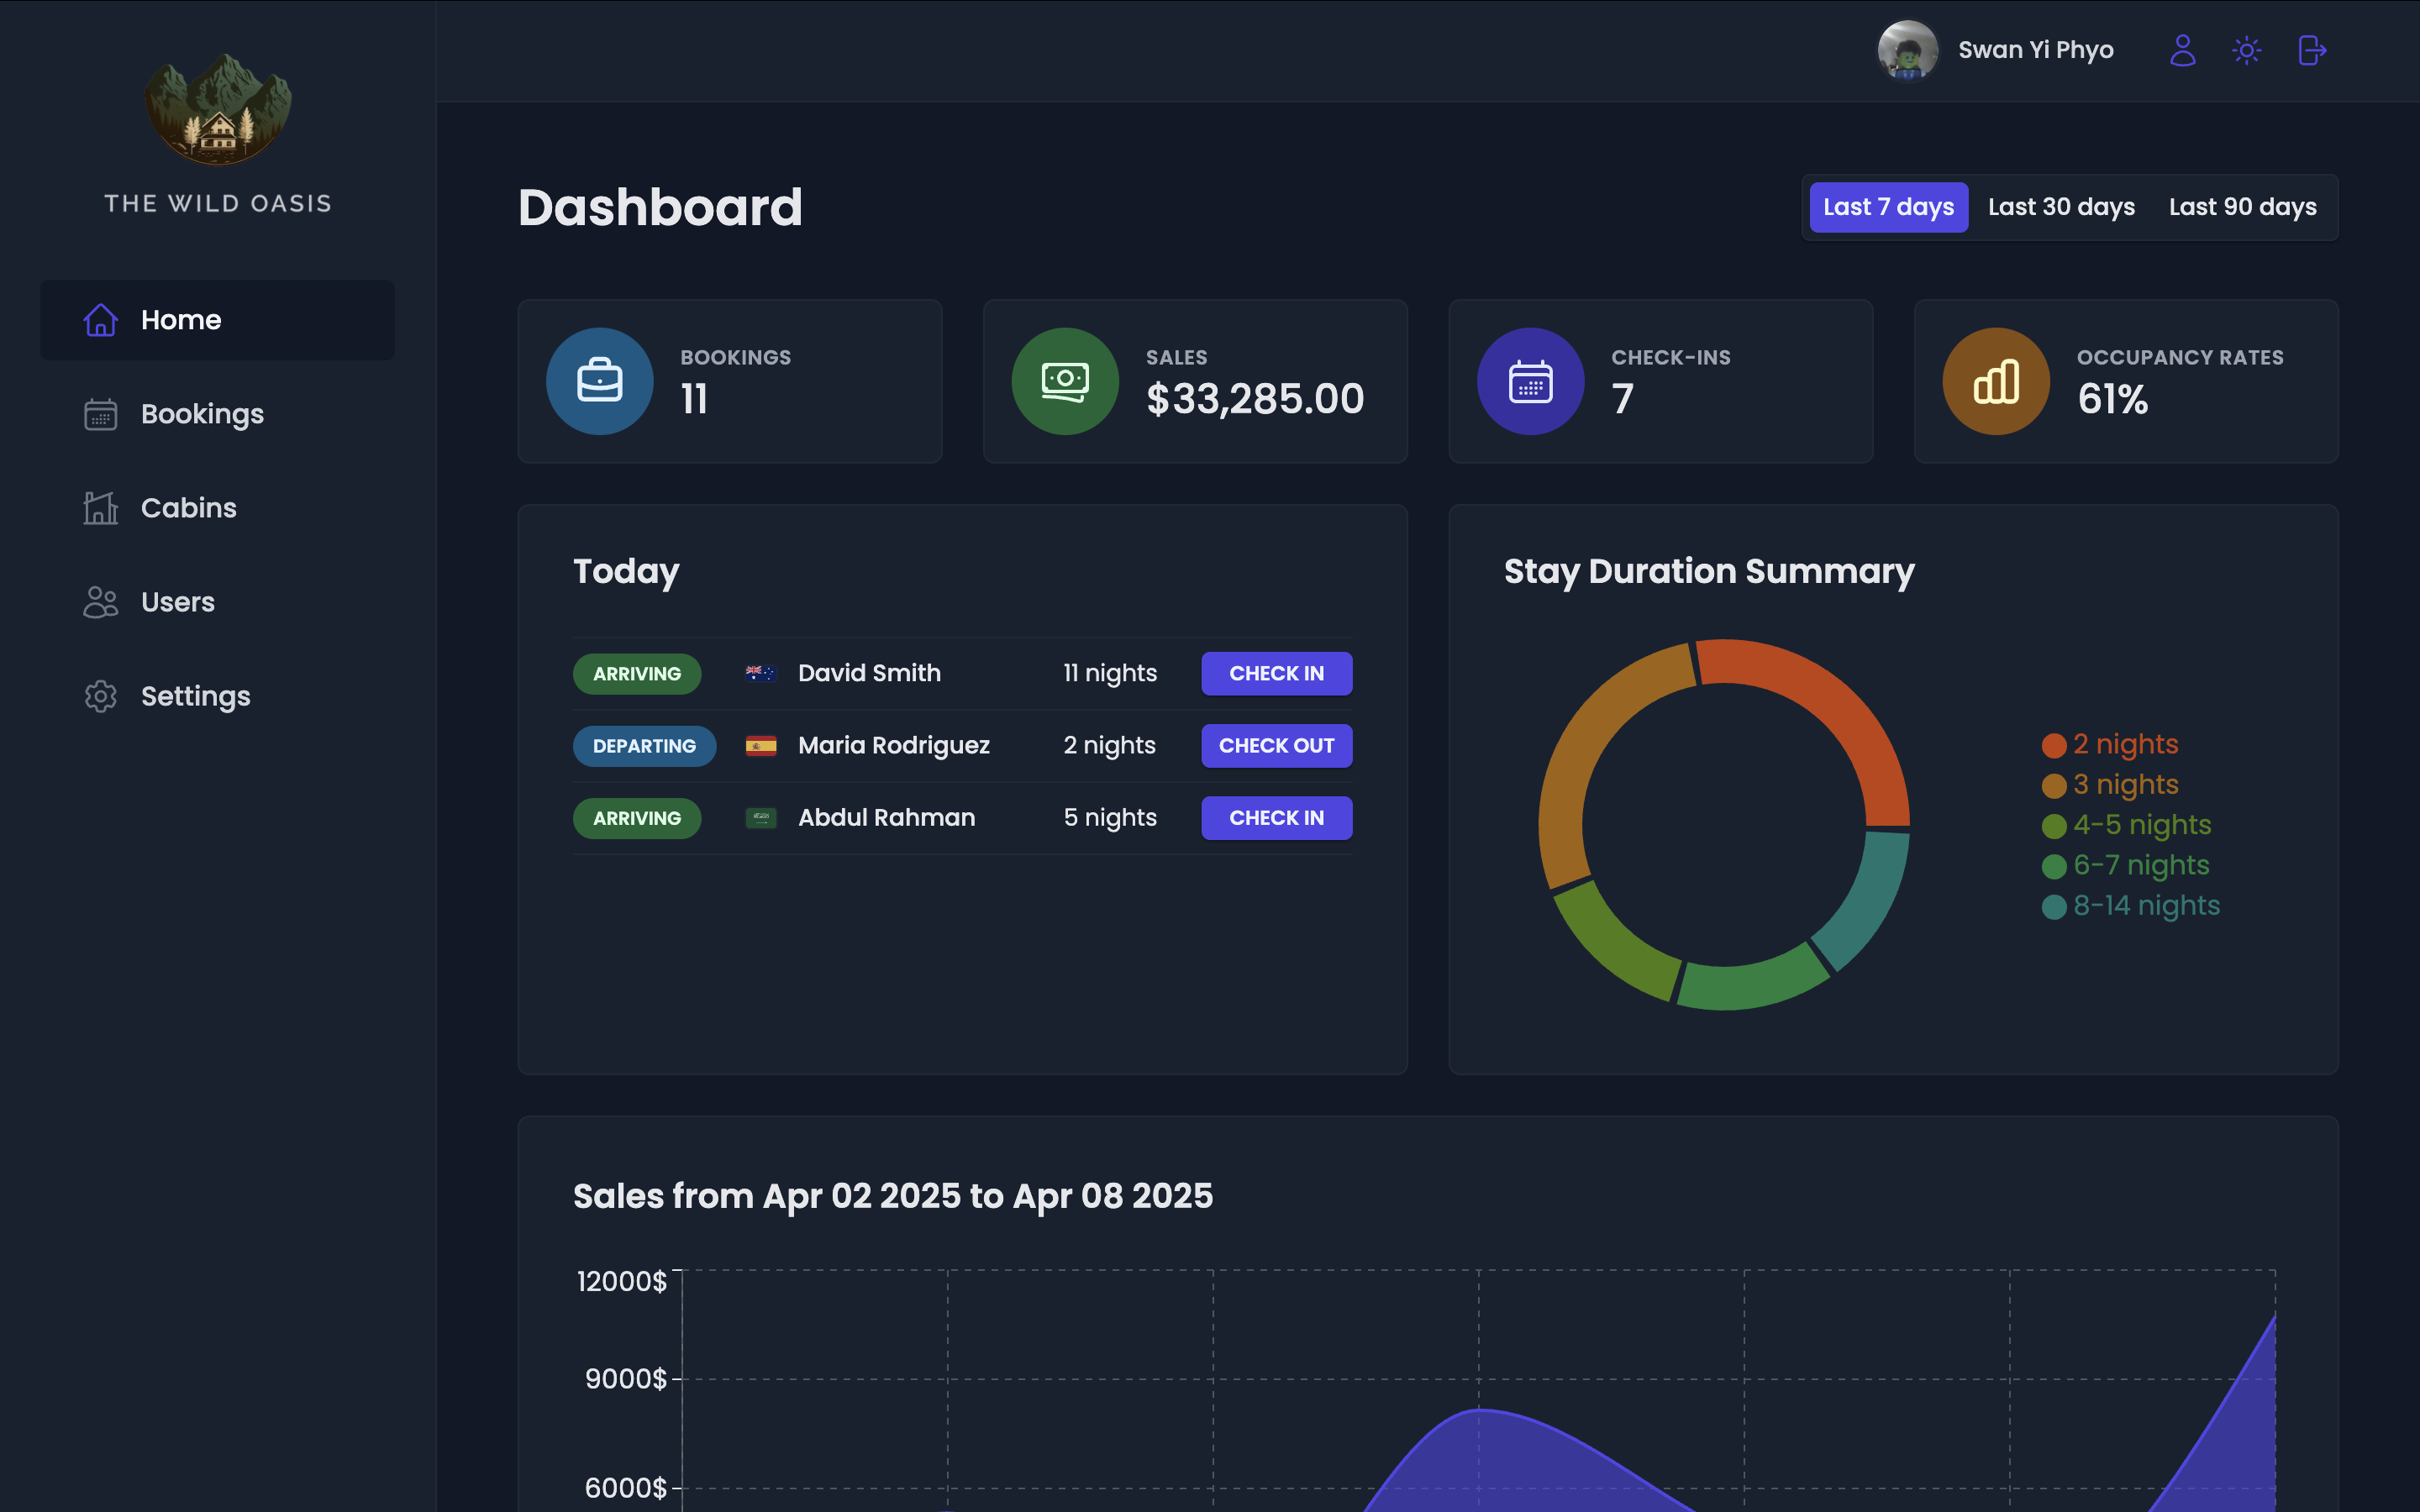 THE WILD OASIS
Home
Bookings
Cabins
Users
Settings
Swan Yi Phyo
Dashboard
Last 7 days Last 30 days Last 90 days
BOOKINGS
11
SALES
$33,285.00
CHECK-INS
7
OCCUPANCY RATES
61%
Today
ARRIVING David Smith 11 nights CHECK IN
DEPARTING Maria Rodriguez 2 nights CHECK OUT
ARRIVING Abdul Rahman 5 nights CHECK IN
Stay Duration Summary
2 nights
3 nights
4-5 nights
6-7 nights
8-14 nights
Sales from Apr 02 2025 to Apr 08 2025
12000$
9000$
6000$